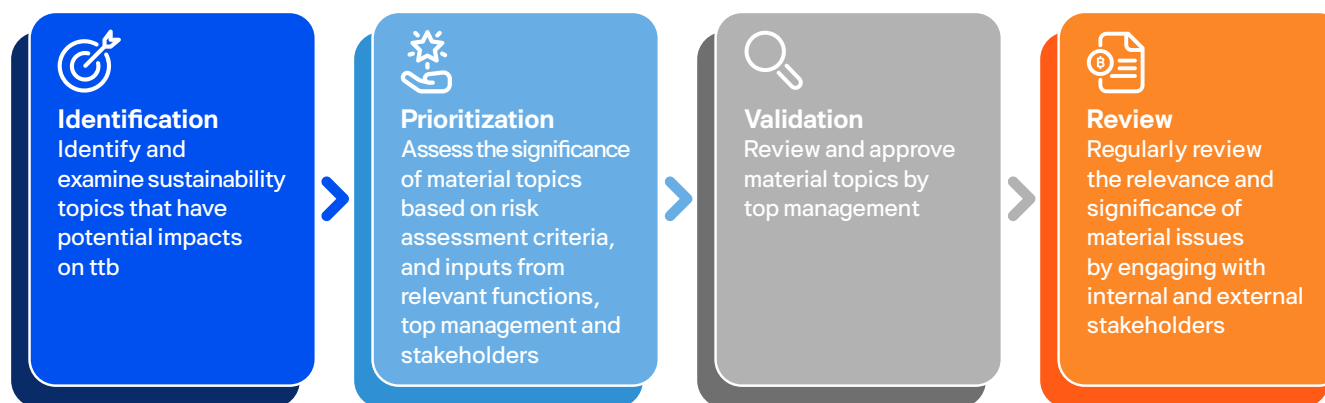 Identification
Identify and
examine sustainability
topics that have
potential impacts
on ttb
Prioritization
Assess the significance
of material topics
based on risk
assessment criteria,
and inputs from
relevant functions,
top management and
stakeholders
Validation
Review and approve
material topics by
top management
฿
Review
Regularly review
the relevance and
significance of
material issues
by engaging with
internal and external
stakeholders